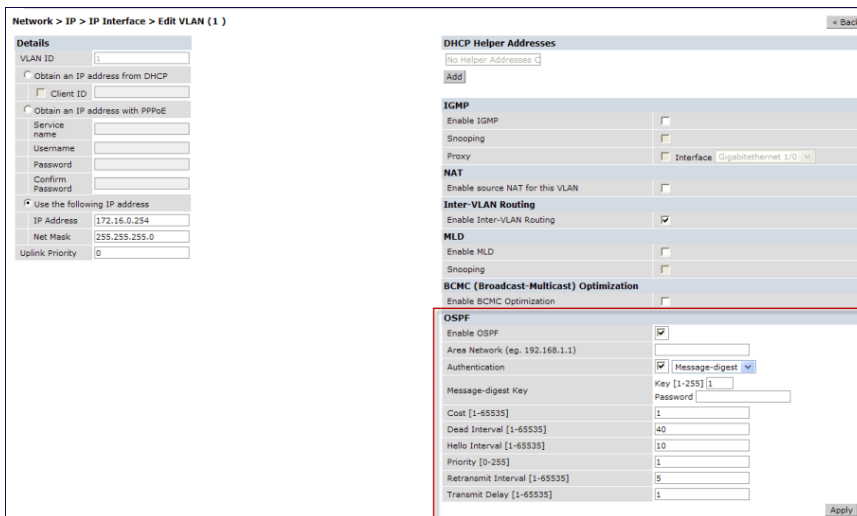 Network > IP > IP Interface > Edit VLAN (1 )
« Back
Details
VLAN ID 1
Obtain an IP address from DHCP
Client ID
Obtain an IP address with PPPoE
Service name
Username
Password
Confirm Password
Use the following IP address
IP Address 172.16.0.254
Net Mask 255.255.255.0
Uplink Priority 0
DHCP Helper Addresses
No Helper Addresses C
Add
IGMP
Enable IGMP
Snooping
Proxy Interface Gigabitethernet 1/0
NAT
Enable source NAT for this VLAN
Inter-VLAN Routing
Enable Inter-VLAN Routing
MLD
Enable MLD
Snooping
BCMC (Broadcast-Multicast) Optimization
Enable BCMC Optimization
OSPF
Enable OSPF
Area Network (eg. 192.168.1.1)
Authentication Message-digest
Message-digest Key Key [1-255] 1
Password
Cost [1-65535] 1
Dead Interval [1-65535] 40
Hello Interval [1-65535] 10
Priority [0-255] 1
Retransmit Interval [1-65535] 5
Transmit Delay [1-65535] 1
Apply